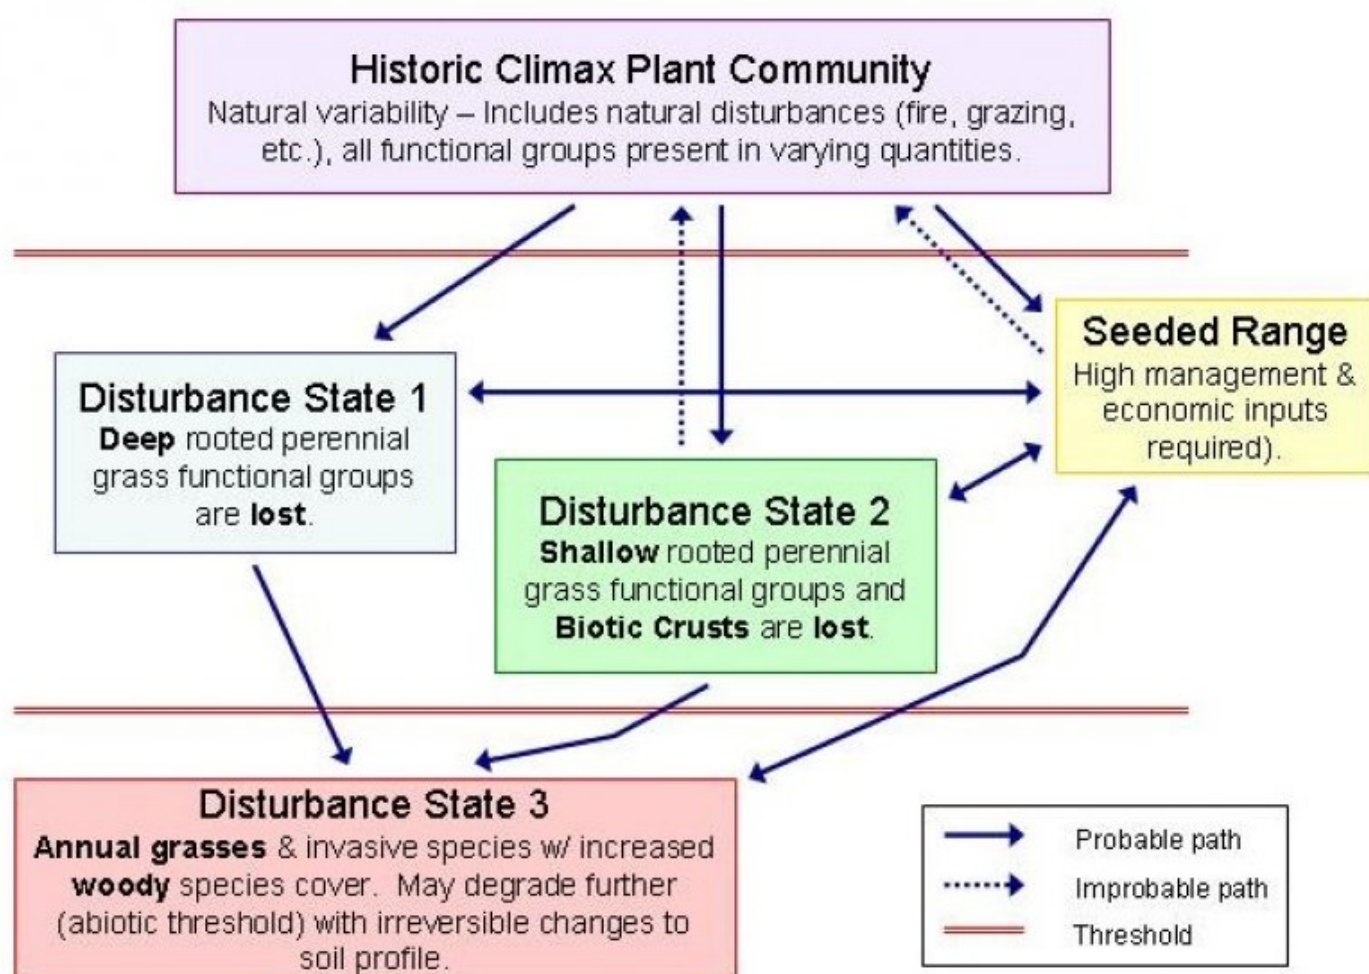 Historic Climax Plant Community
Natural variability – Includes natural disturbances (fire, grazing,
etc.), all functional groups present in varying quantities.
Seeded Range
High management &
economic inputs
required).
Disturbance State 1
Deep rooted perennial
grass functional groups
are lost.
Disturbance State 2
Shallow rooted perennial
grass functional groups and
Biotic Crusts are lost.
Disturbance State 3
Annual grasses & invasive species w/ increased
woody species cover. May degrade further
(abiotic threshold) with irreversible changes to
soil profile.
Probable path
Improbable path
Threshold